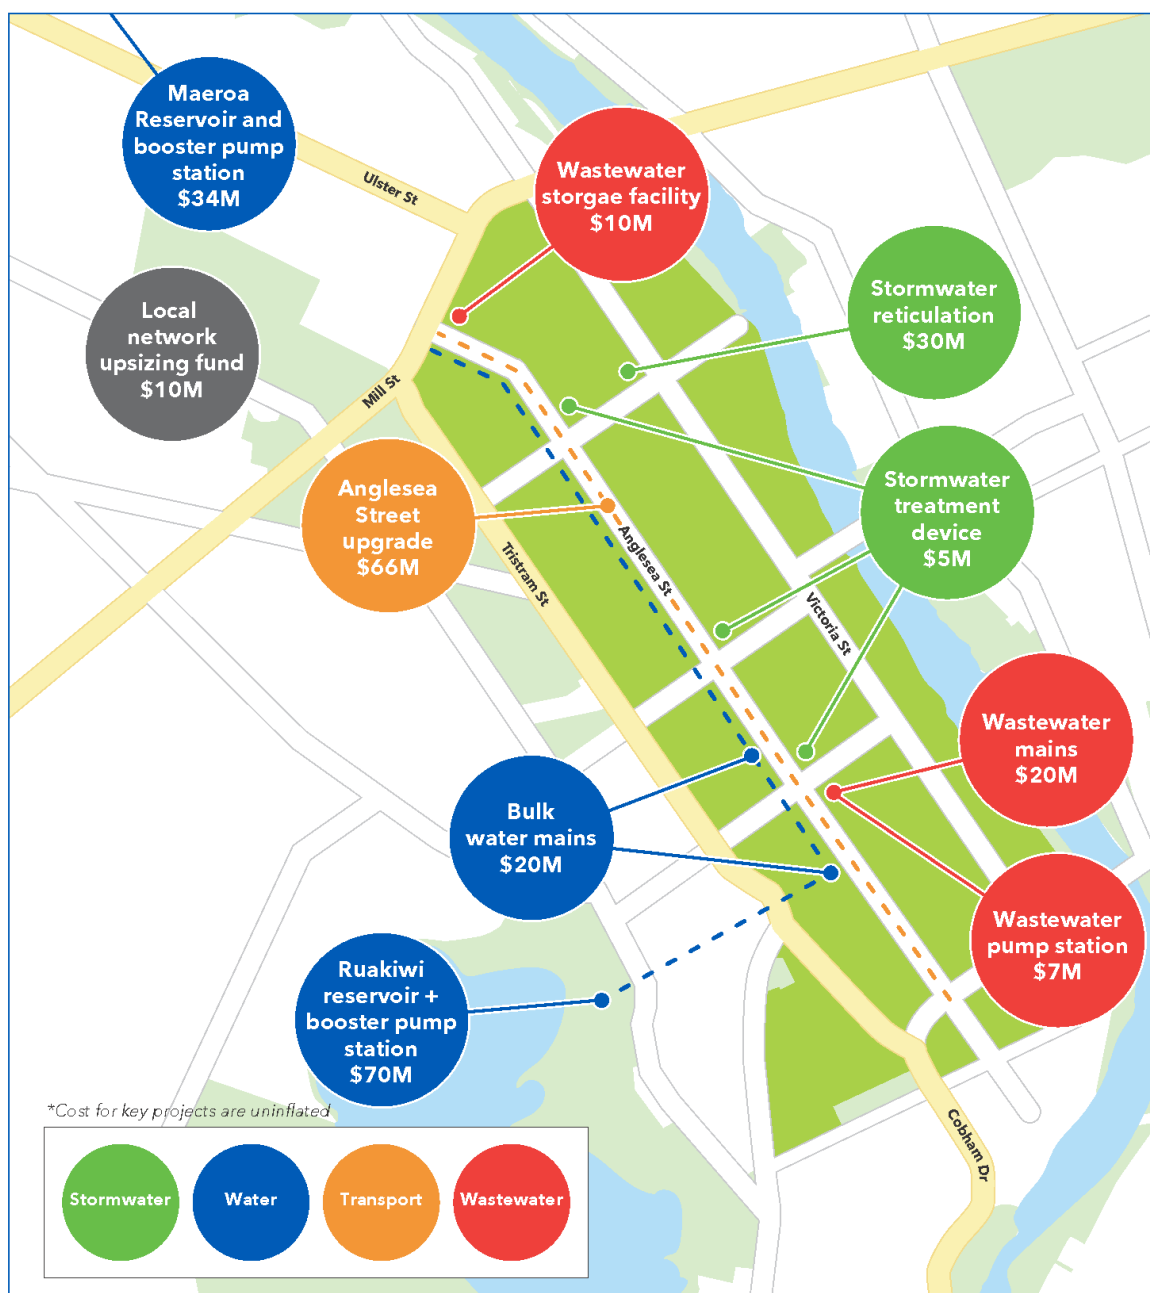 Maeroa
Reservoir and
booster pump
station
$34M
Ulster St
Wastewater
storgae facility
$10M
Stormwater
reticulation
$30M
Local
network
upsizing fund
$10M
Mill St
Anglesea
Street
upgrade
$66M
Stormwater
treatment
device
$5M
Anglesea St
Tristram St
Victoria St
Wastewater
mains
$20M
Bulk
water mains
$20M
Wastewater
pump station
$7M
Ruakiwi
reservoir +
booster pump
station
$70M
*Cost for key projects are uninflated
Cobham Dr
Stormwater
Water
Transport
Wastewater